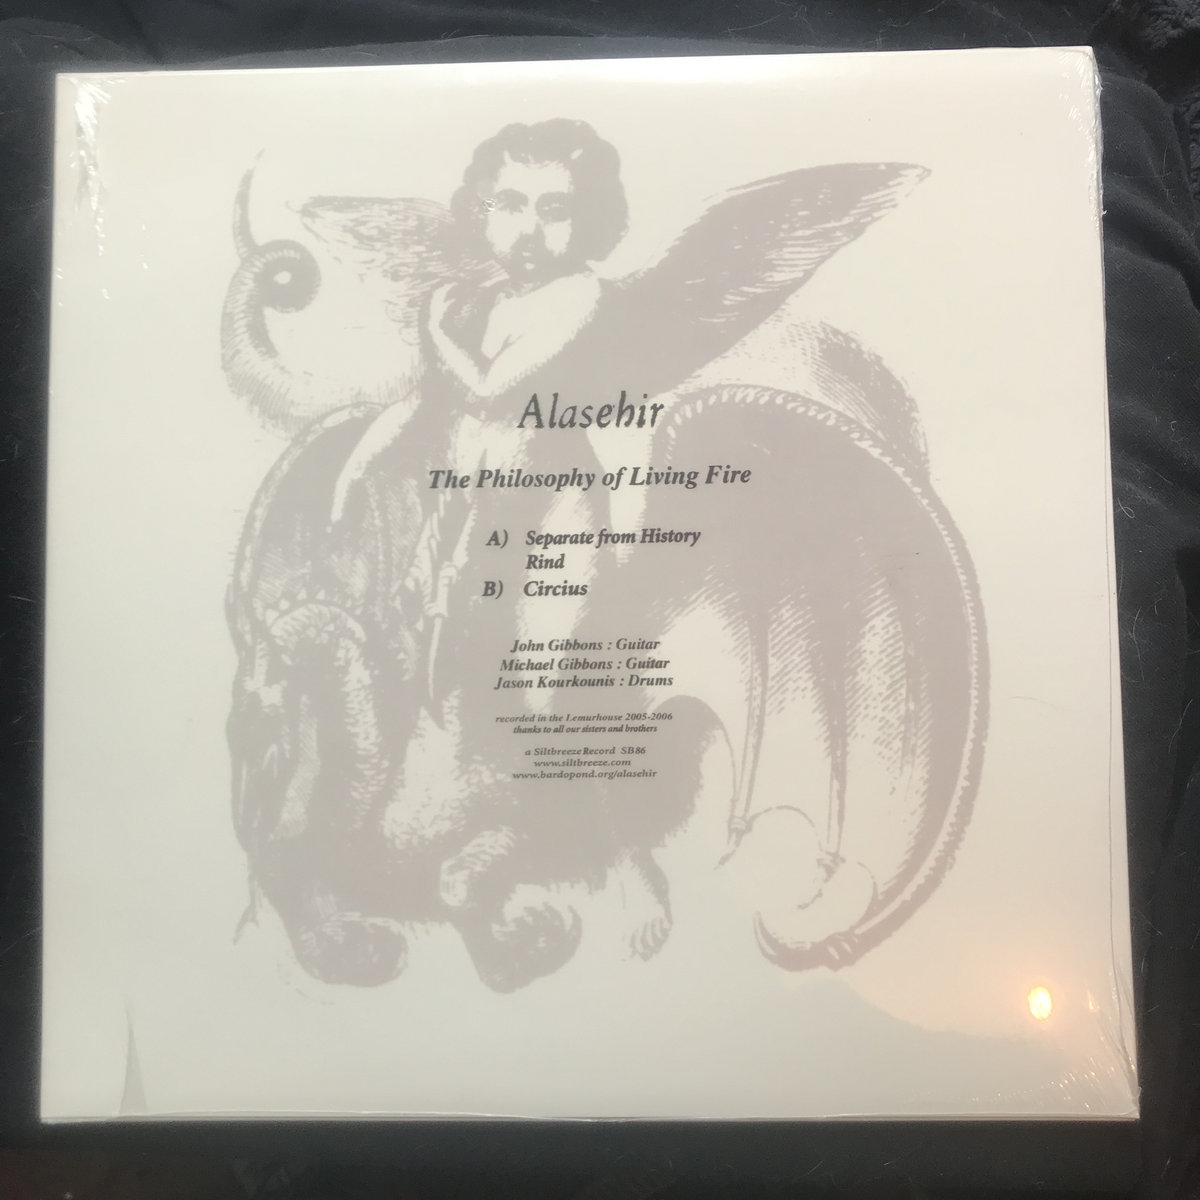 Alasehir
The Philosophy of Living Fire
A) Separate from History
Rind
B) Circius
John Gibbons : Guitar
Michael Gibbons : Guitar
Jason Kourkounis : Drums
recorded in the Lemurhouse 2005-2006
thanks to all our sisters and brothers
a Siltbreeze Record SB86
www.siltbreeze.com
www.bardopond.org/alasehir